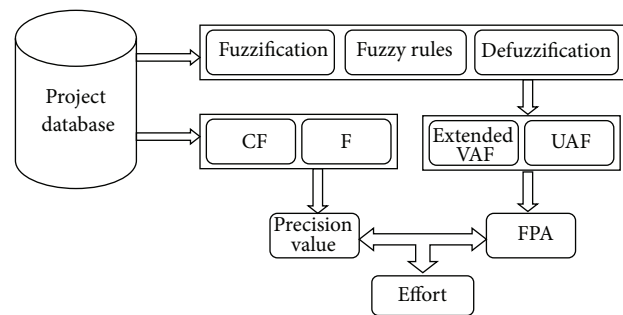 Project
database
Fuzzification
Fuzzy rules
Defuzzification
CF
F
Extended
VAF
UAF
Precision
value
FPA
Effort